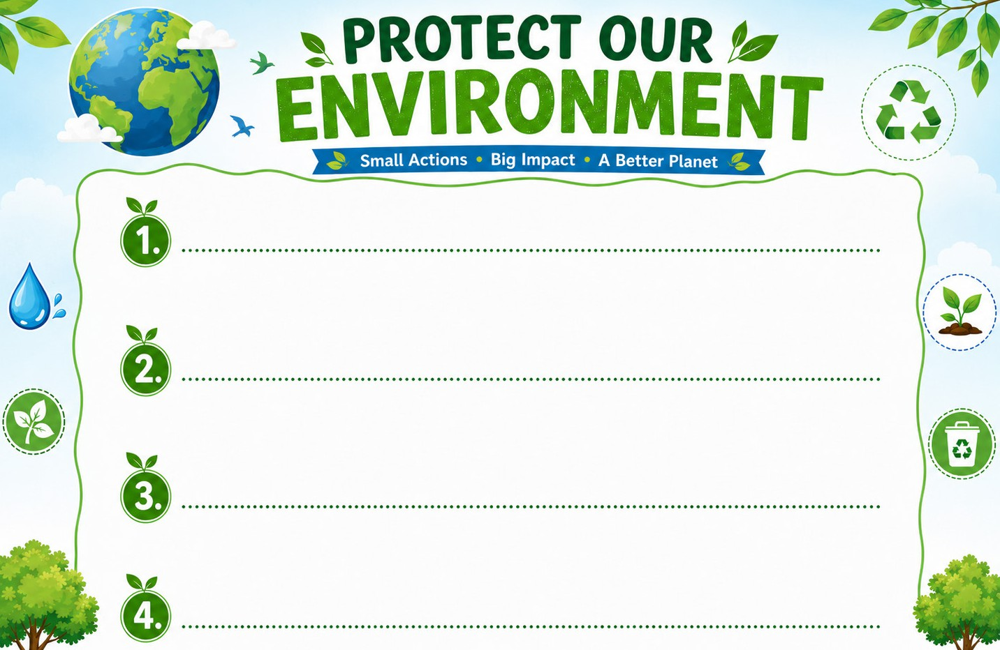 PROTECT OUR
ENVIRONMENT
Small Actions • Big Impact • A Better Planet
1.
2.
3.
4.